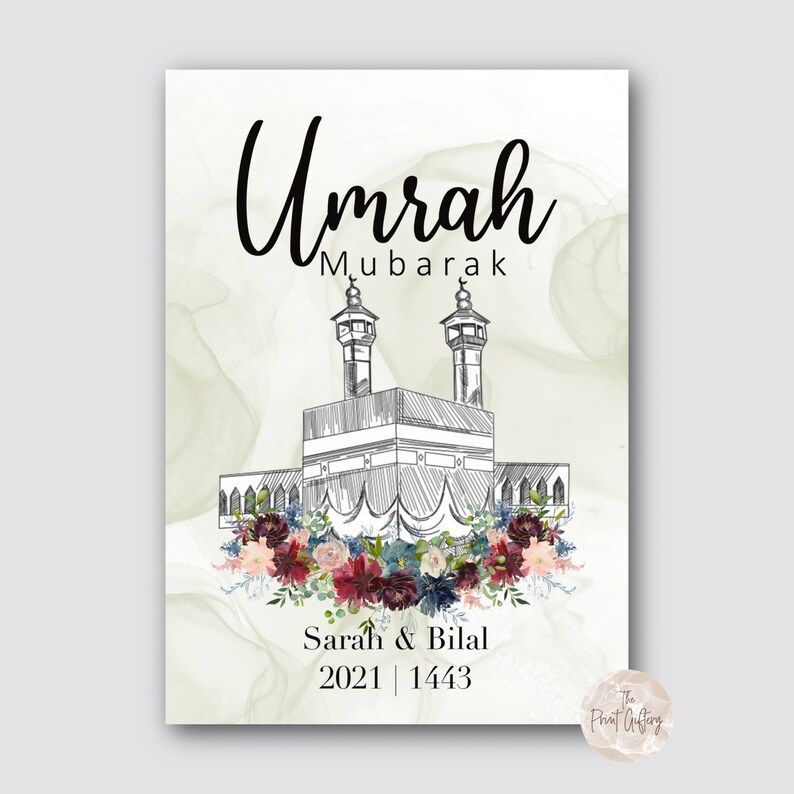 Umrah
Mubarak
Sarah & Bilal
2021 | 1443
The
Print Giftery